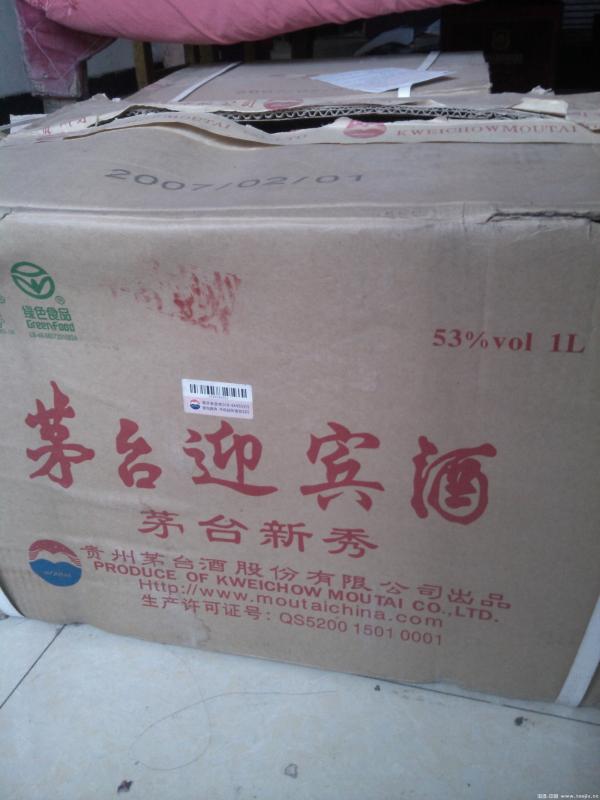 KWEICHOW MOUTAI
2007/02/01
绿色食品
GreenFood
53%vol 1L
茅台迎宾酒
茅台新秀
贵州茅台酒股份有限公司出品
PRODUCE OF KWEICHOW MOUTAI CO.,LTD.
Http://www.moutaichina.com
生产许可证号：QS5200 1501 0001